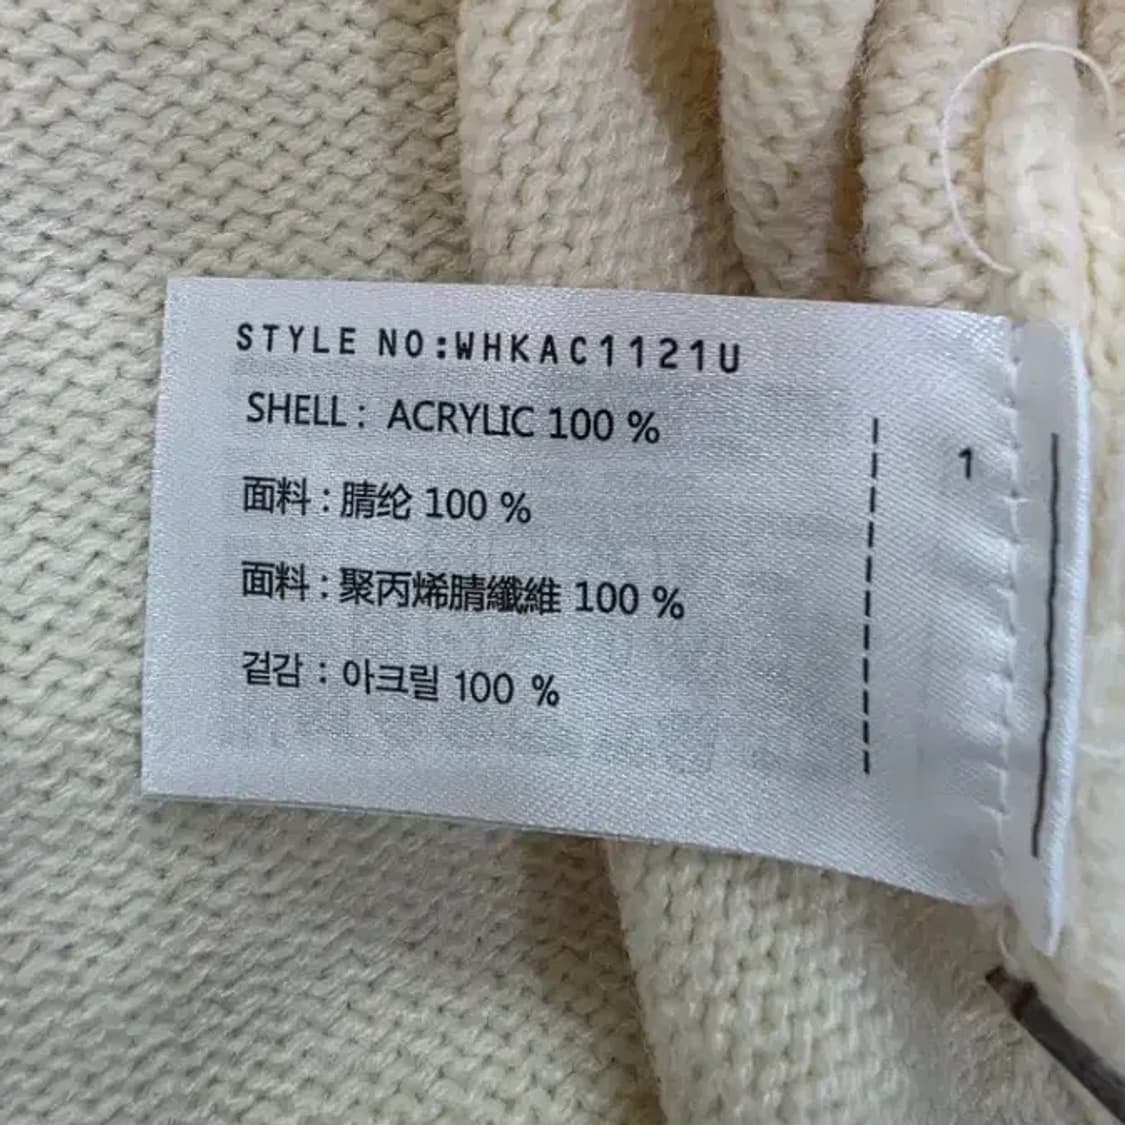 STYLE NO:WHKAC1121U
SHELL : ACRYLIC 100 %
面料 : 腈纶 100 %
面料 : 聚丙烯腈纖維 100 %
겉감 : 아크릴 100 %
1